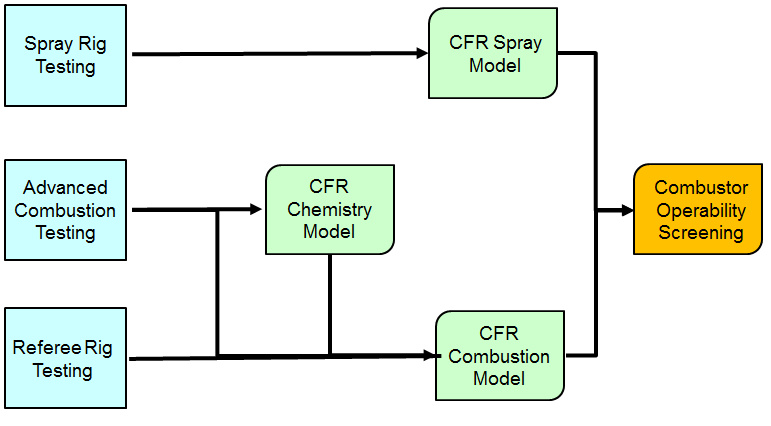 Spray Rig
Testing
CFR Spray
Model
Advanced
Combustion
Testing
CFR
Chemistry
Model
Combustor
Operability
Screening
Referee Rig
Testing
CFR
Combustion
Model